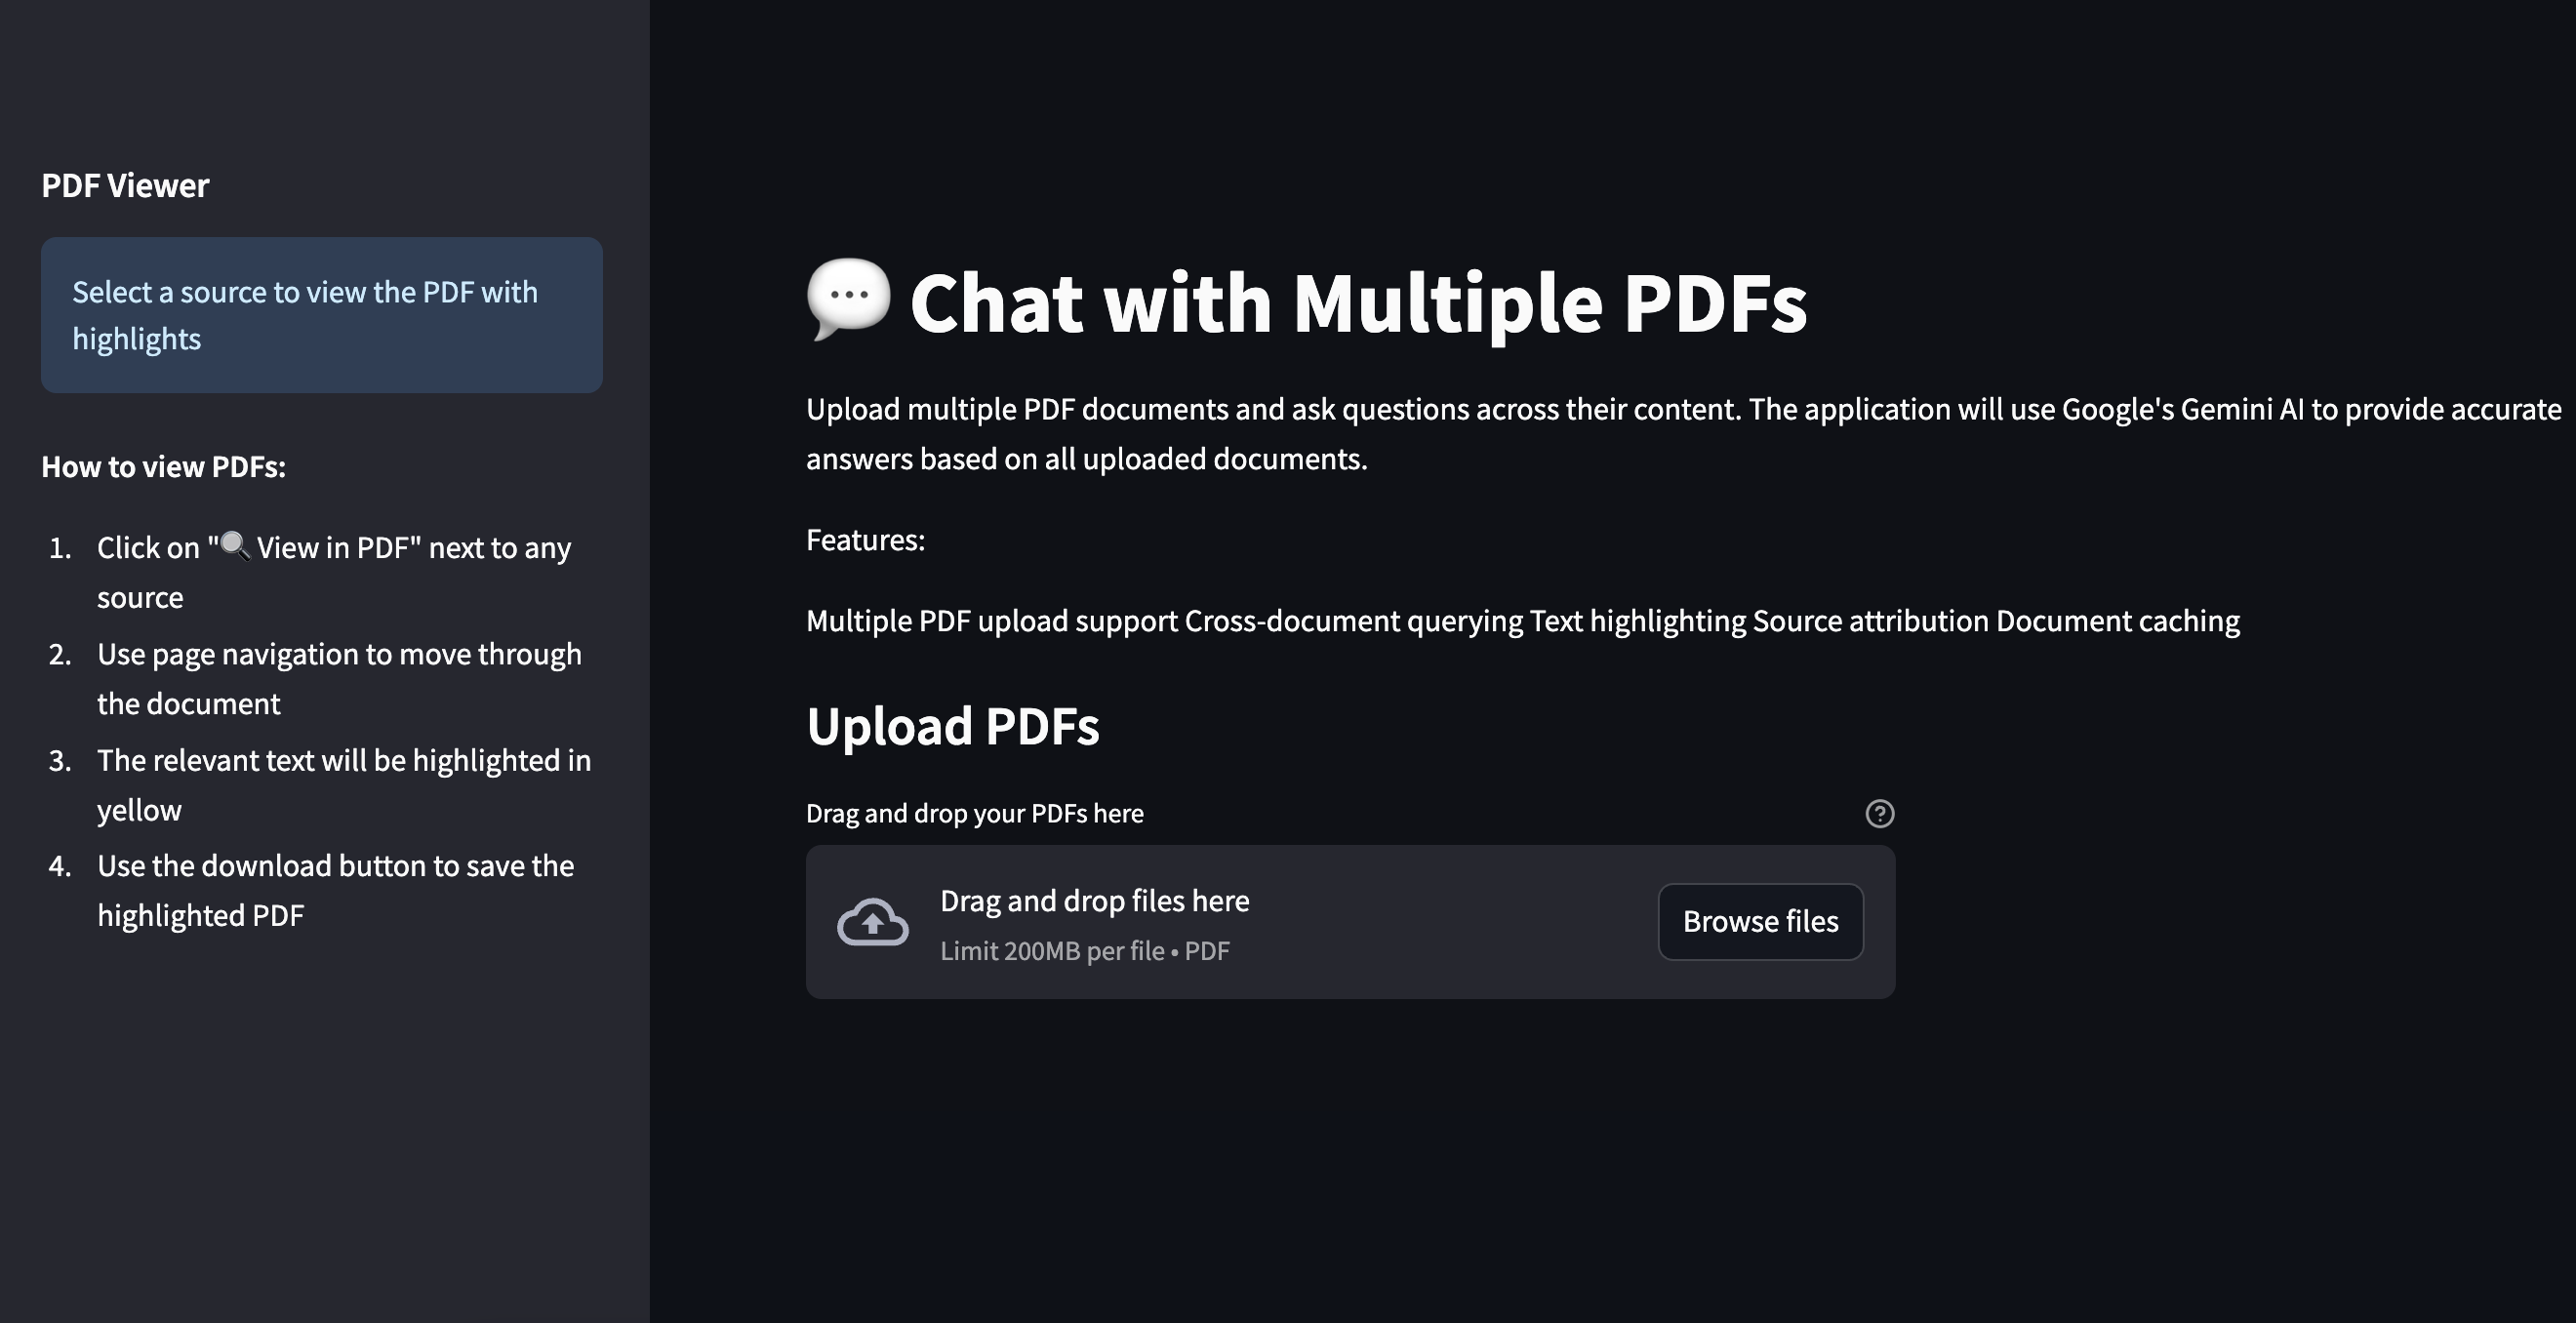 PDF Viewer
Select a source to view the PDF with
highlights
How to view PDFs:
1. Click on "🔍 View in PDF" next to any
source
2. Use page navigation to move through
the document
3. The relevant text will be highlighted in
yellow
4. Use the download button to save the
highlighted PDF
💬 Chat with Multiple PDFs
Upload multiple PDF documents and ask questions across their content. The application will use Google's Gemini AI to provide accurate
answers based on all uploaded documents.
Features:
Multiple PDF upload support Cross-document querying Text highlighting Source attribution Document caching
Upload PDFs
Drag and drop your PDFs here
Drag and drop files here
Limit 200MB per file • PDF
Browse files